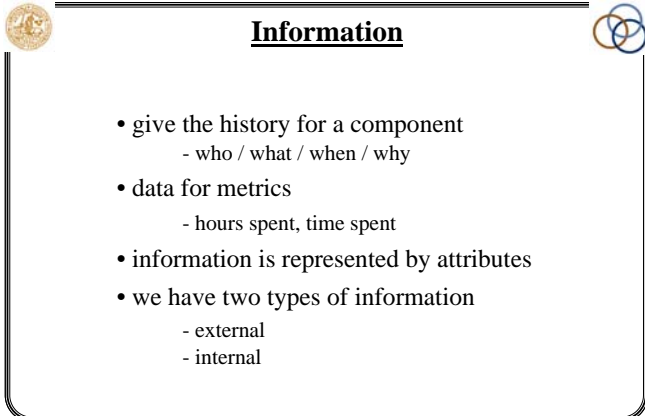 Information
• give the history for a component
- who / what / when / why
• data for metrics
- hours spent, time spent
• information is represented by attributes
• we have two types of information
- external
- internal